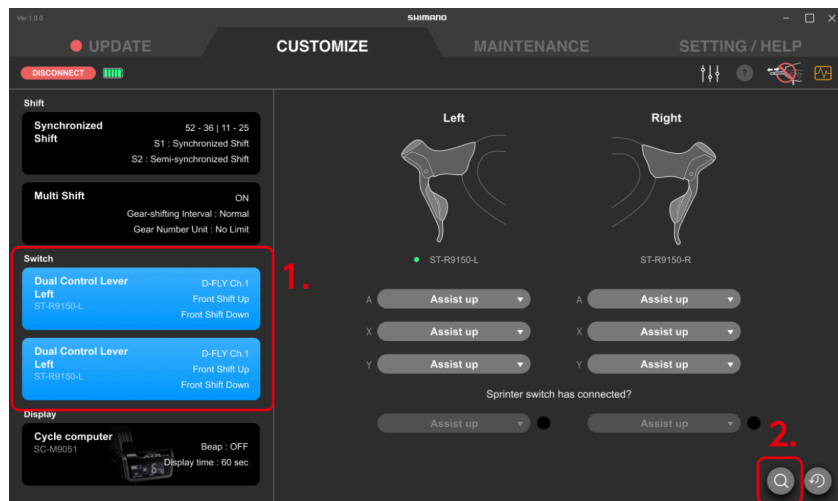 Ver 1.0.0
SHIMANO
UPDATE
CUSTOMIZE
MAINTENANCE
SETTING / HELP
DISCONNECT
?
Shift
Synchronized
Shift
52 - 36 | 11 - 25
S1 : Synchronized Shift
S2 : Semi-synchronized Shift
Multi Shift
ON
Gear-shifting Interval : Normal
Gear Number Unit : No Limit
Switch
1.
Dual Control Lever
Left
ST-R9150-L
D-FLY Ch.1
Front Shift Up
Front Shift Down
Dual Control Lever
Left
ST-R9150-L
D-FLY Ch.1
Front Shift Up
Front Shift Down
Display
Cycle computer
SC-M9051
Beap : OFF
Display time : 60 sec
Left
Right
ST-R9150-L
ST-R9150-R
A Assist up
A Assist up
X Assist up
X Assist up
Y Assist up
Y Assist up
Sprinter switch has connected?
Assist up
Assist up
2.